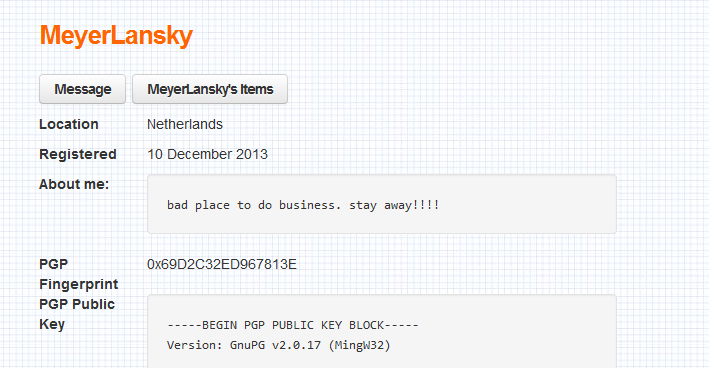 MeyerLansky
Message MeyerLansky's Items
Location Netherlands
Registered 10 December 2013
About me:
bad place to do business. stay away!!!!
PGP Fingerprint 0x69D2C32ED967813E
PGP Public Key
-----BEGIN PGP PUBLIC KEY BLOCK-----
Version: GnuPG v2.0.17 (MingW32)